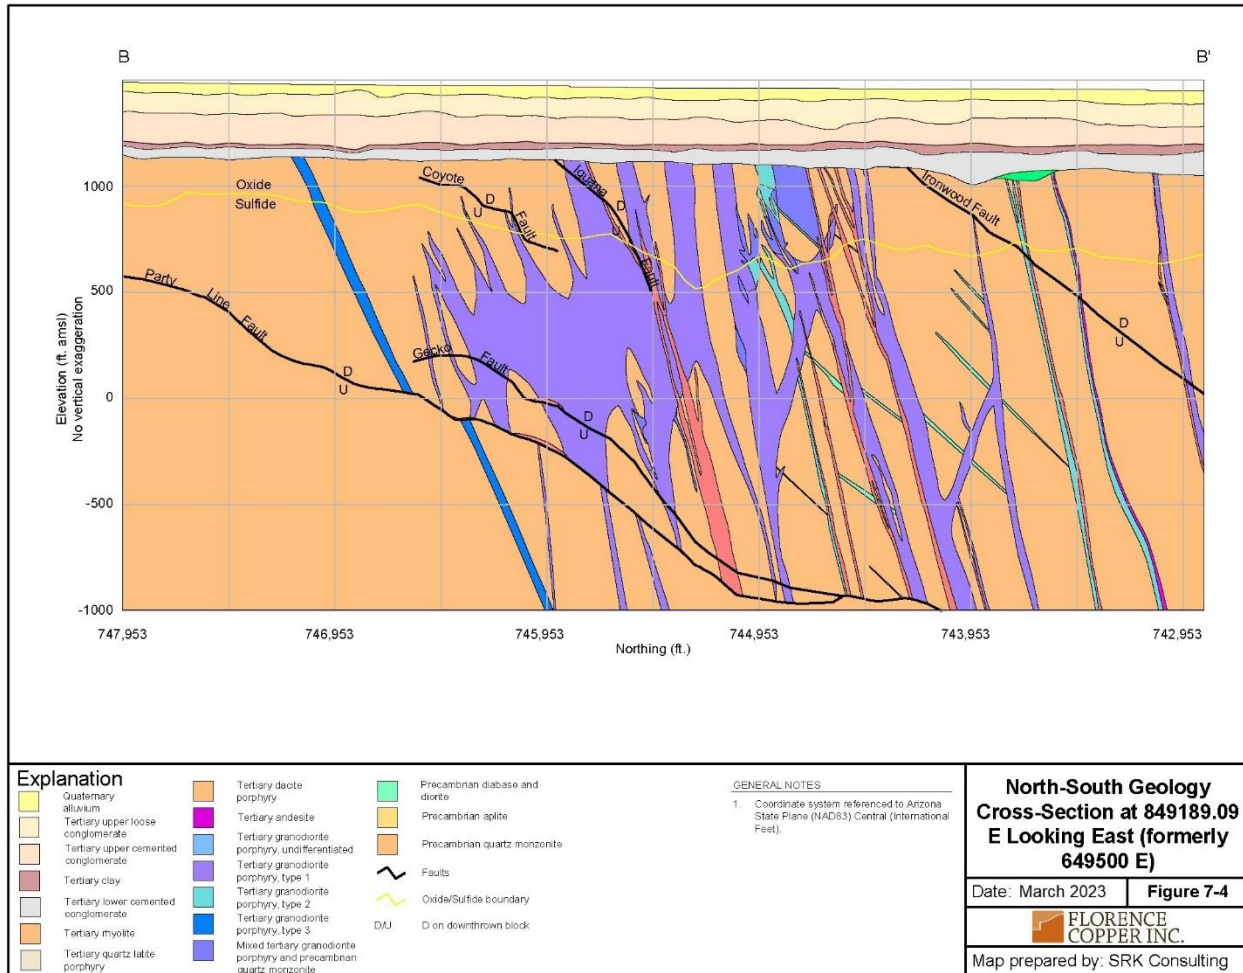 B
B'
Coyote
D
U
Fault
Iguana
D
U
Fault
Ironwood Fault
D
U
Oxide
Sulfide
Party
Line
Fault
D
U
Gecko
Fault
D
U
1000
500
0
-500
-1000
Elevation (ft. amsl)
No vertical exaggeration
747,953
746,953
745,953
744,953
743,953
742,953
Northing (ft.)
Explanation
Quaternary
alluvium
Tertiary upper loose
conglomerate
Tertiary upper cemented
conglomerate
Tertiary clay
Tertiary lower cemented
conglomerate
Tertiary rhyolite
Tertiary quartz latite
porphyry
Tertiary dacite
porphyry
Tertiary andesite
Tertiary granodiorite
porphyry, undifferentiated
Tertiary granodiorite
porphyry, type 1
Tertiary granodiorite
porphyry, type 2
Tertiary granodiorite
porphyry, type 3
Mixed tertiary granodiorite
porphyry and precambrian
quartz monzonite
Precambrian diabase and
diorite
Precambrian aplite
Precambrian quartz monzonite
Faults
Oxide/Sulfide boundary
D/U
D on downthrown block
GENERAL NOTES
1. Coordinate system referenced to Arizona
State Plane (NAD83) Central (International
Feet).
North-South Geology
Cross-Section at 849189.09
E Looking East (formerly
649500 E)
Date: March 2023
Figure 7-4
FLORENCE
COPPER INC.
Map prepared by: SRK Consulting